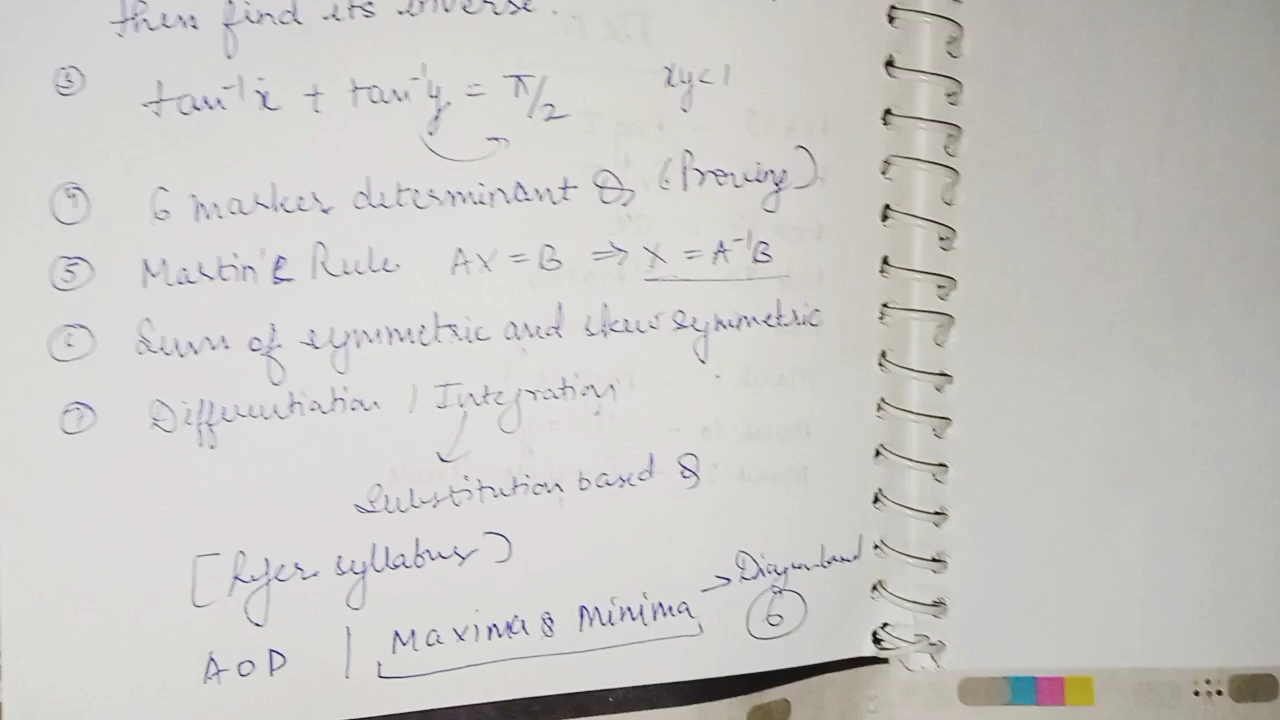 then find its inverse.
③ tan⁻¹x + tan⁻¹y = π/2 xy<1
④ 6 marker determinant Q (Proving)
⑤ Martin's Rule AX = B ⇒ X = A⁻¹B
⑥ Sum of symmetric and skew symmetric
⑦ Differentiation / Integration
Substitution based Q
[Refer syllabus]
AOD | Maxima & Minima → Diagram based ⑥